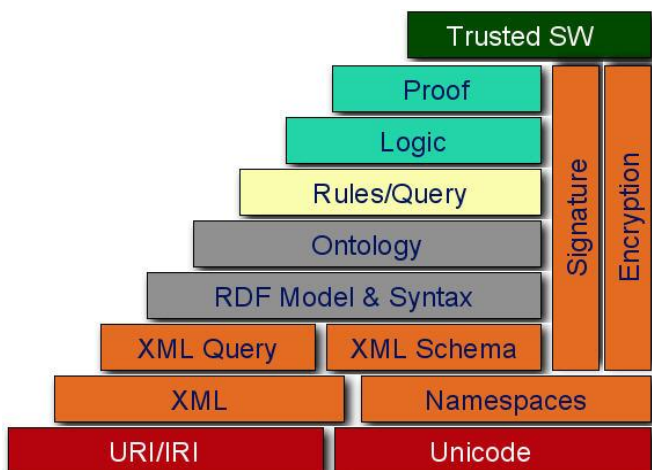 Trusted SW
Proof
Logic
Rules/Query
Ontology
RDF Model & Syntax
Signature
Encryption
XML Query
XML Schema
XML
Namespaces
URI/IRI
Unicode